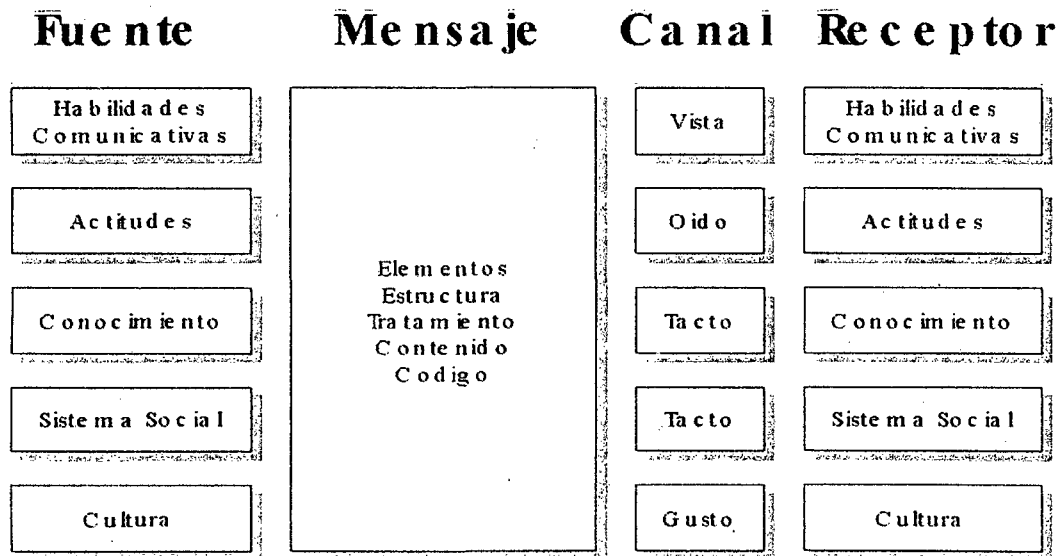 Fuente
Mensaje
Canal
Receptor
Habilidades
Comunicativas
Actitudes
Conocimiento
Sistema Social
Cultura
Elementos
Estructura
Tratamiento
Contenido
Codigo
Vista
Oido
Tacto
Tacto
Gusto
Habilidades
Comunicativas
Actitudes
Conocimiento
Sistema Social
Cultura